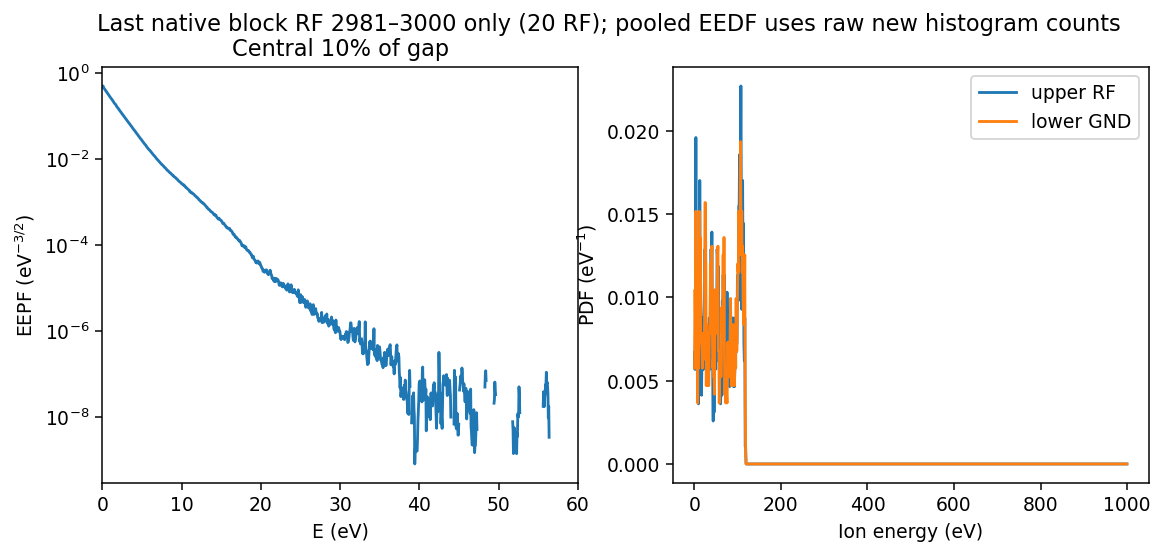 Last native block RF 2981–3000 only (20 RF); pooled EEDF uses raw new histogram counts
Central 10% of gap
EEPF (eV⁻³/²)
10⁰
10⁻²
10⁻⁴
10⁻⁶
10⁻⁸
0 10 20 30 40 50 60
E (eV)
PDF (eV⁻¹)
0.020
0.015
0.010
0.005
0.000
0 200 400 600 800 1000
Ion energy (eV)
upper RF
lower GND